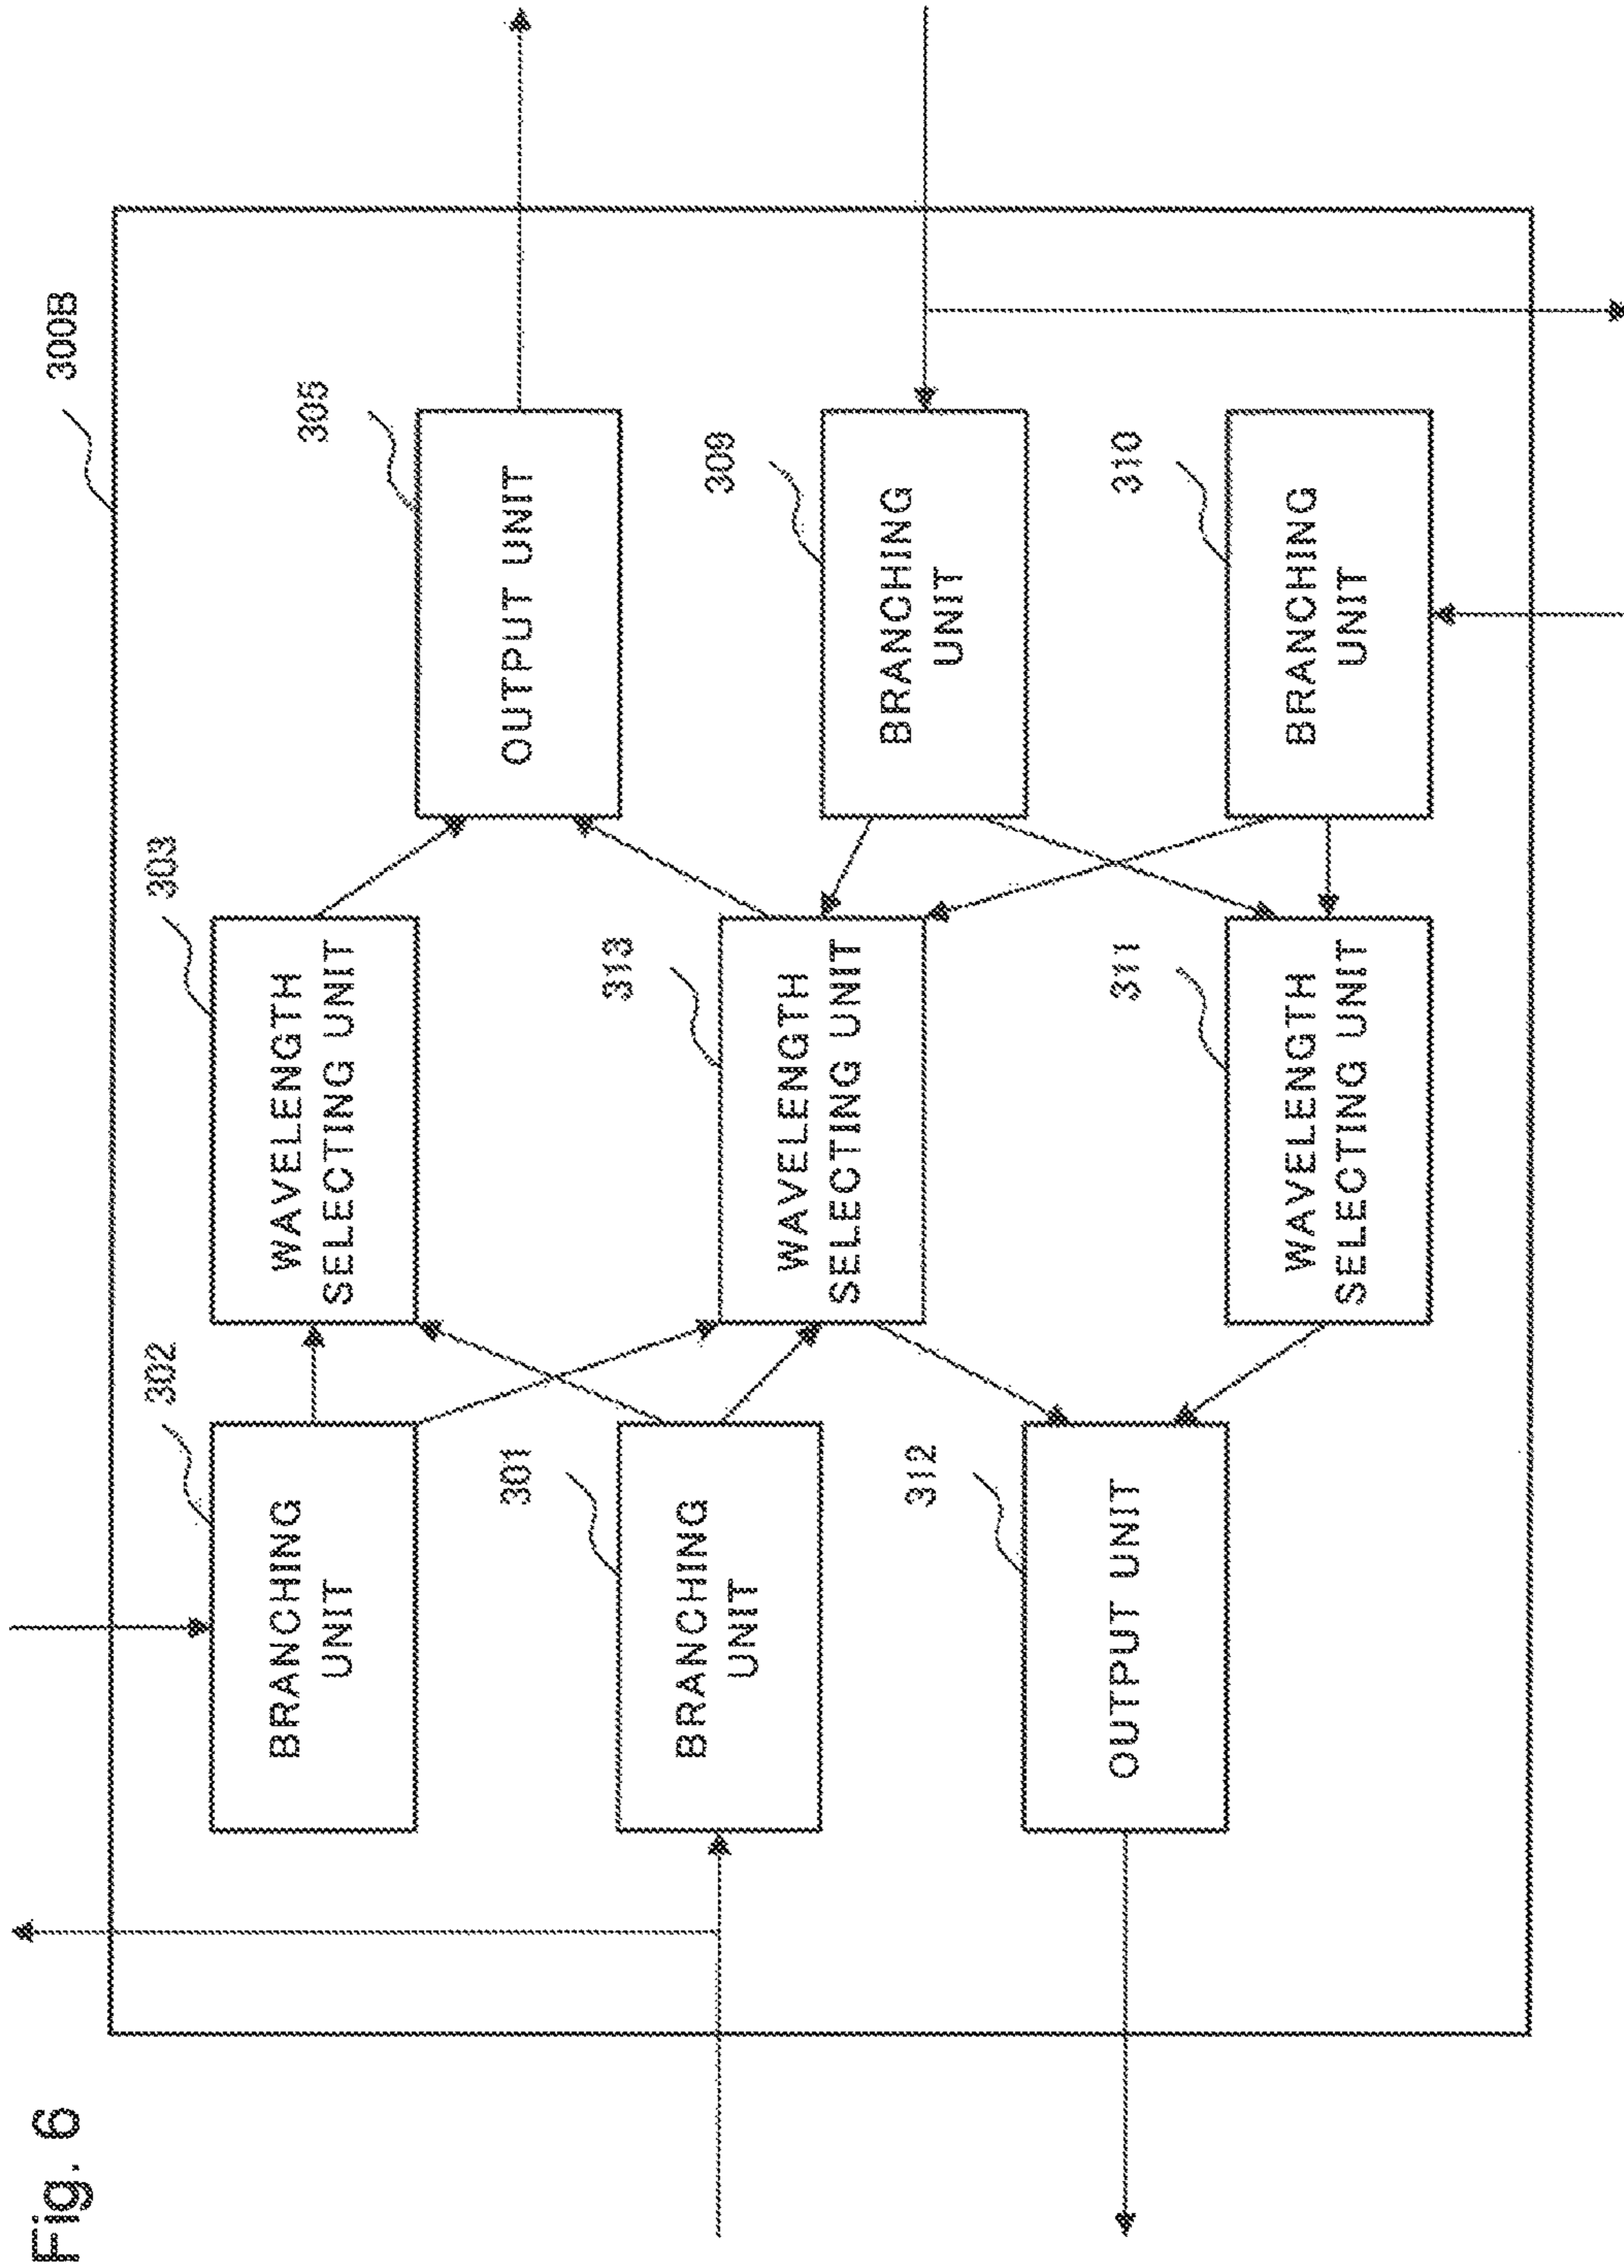 Fig. 6
300B
302
BRANCHING
UNIT
303
WAVELENGTH
SELECTING UNIT
305
OUTPUT UNIT
301
BRANCHING
UNIT
313
WAVELENGTH
SELECTING UNIT
309
BRANCHING
UNIT
312
OUTPUT UNIT
311
WAVELENGTH
SELECTING UNIT
310
BRANCHING
UNIT